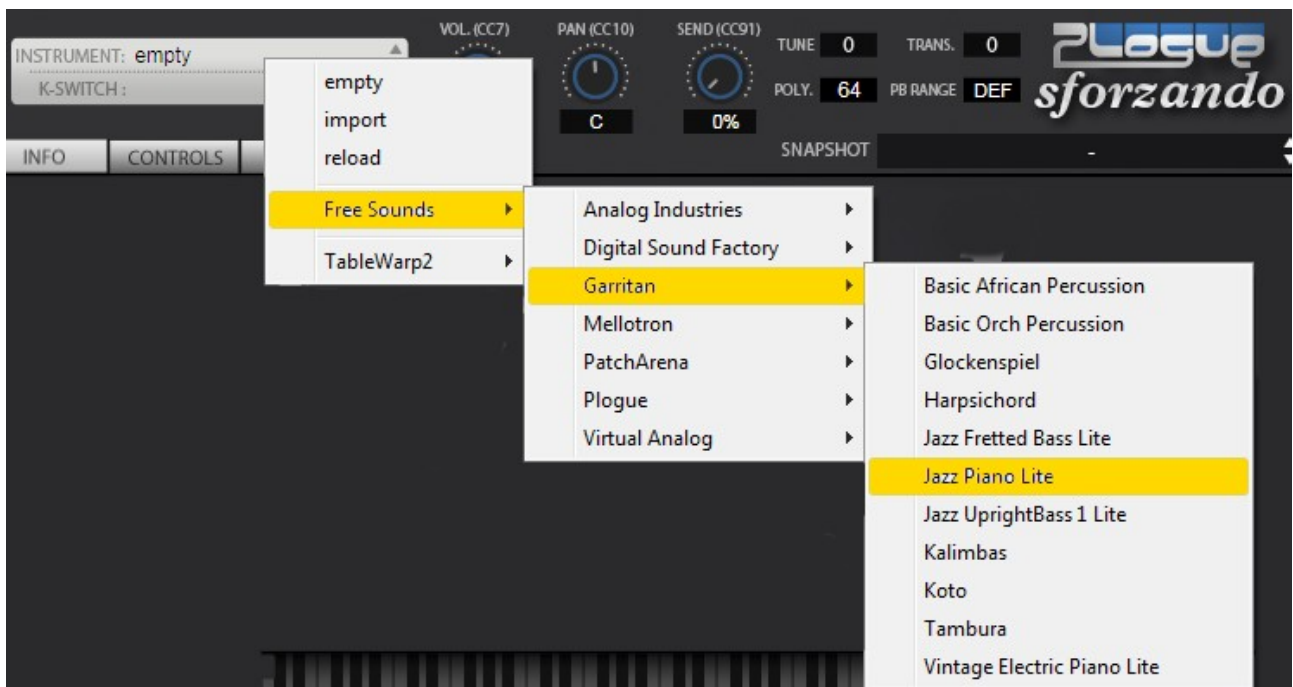 VOL. (CC7)
PAN (CC10)
SEND (CC91)
INSTRUMENT: empty
K-SWITCH :
TUNE 0
TRANS. 0
POLY. 64
PB RANGE DEF
C
0%
Plogue
sforzando
SNAPSHOT
-
INFO
CONTROLS
empty
import
reload
Free Sounds
TableWarp2
Analog Industries
Digital Sound Factory
Garritan
Mellotron
PatchArena
Plogue
Virtual Analog
Basic African Percussion
Basic Orch Percussion
Glockenspiel
Harpsichord
Jazz Fretted Bass Lite
Jazz Piano Lite
Jazz UprightBass 1 Lite
Kalimbas
Koto
Tambura
Vintage Electric Piano Lite